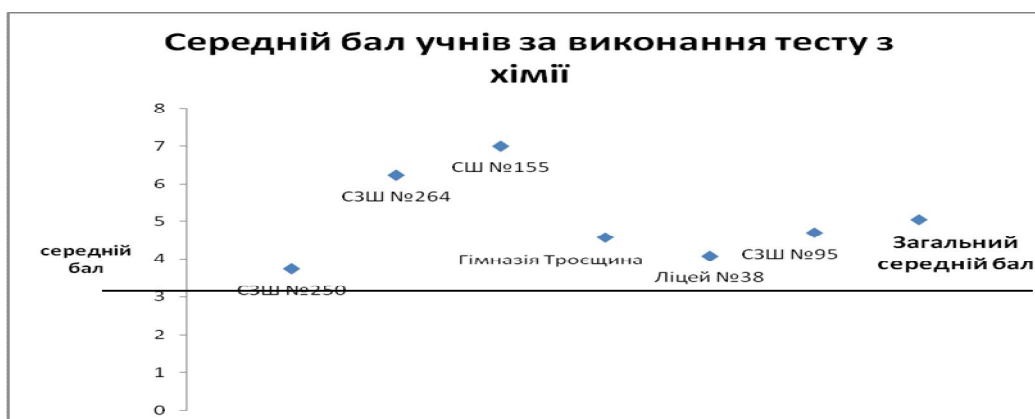 Середній бал учнів за виконання тесту з
хімії
8
7
6
5
4
3
2
1
0
середній
бал
СЗШ №250
СЗШ №264
СШ №155
Гімназія Тросщина
Ліцей №38
СЗШ №95
Загальний
середній бал